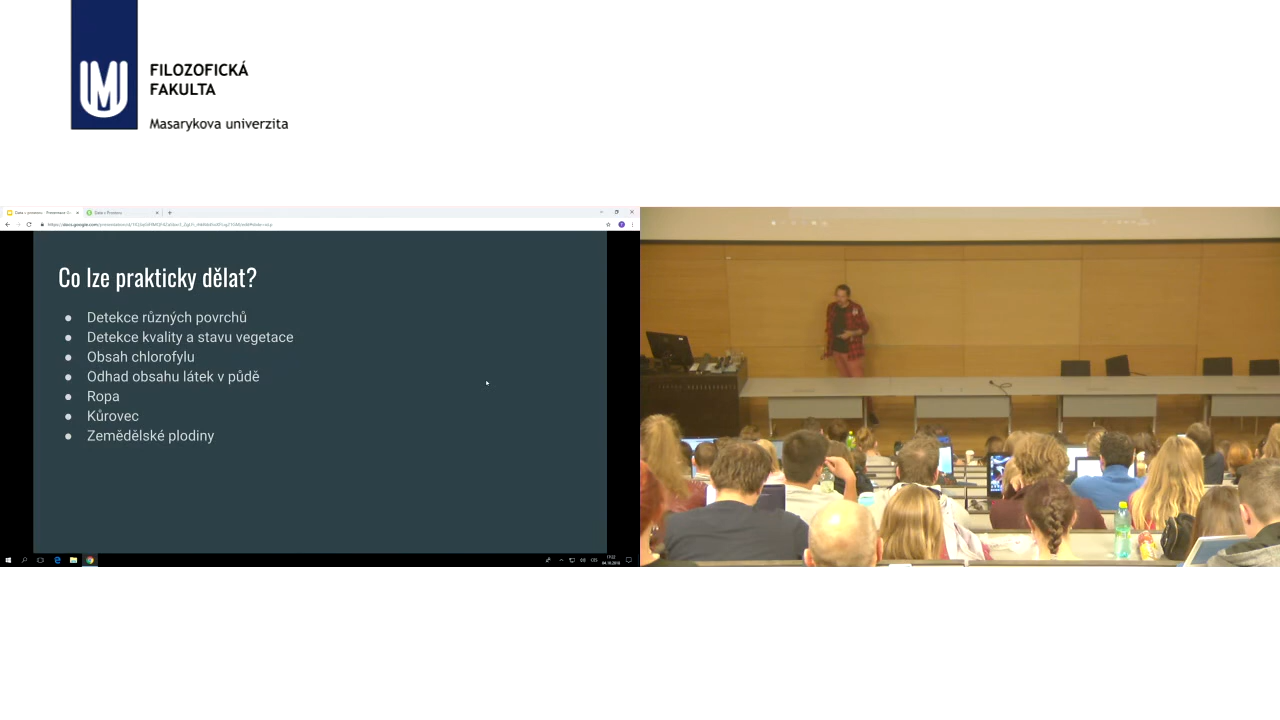 FILOZOFICKÁ
FAKULTA
Masarykova univerzita
Co lze prakticky dělat?
● Detekce různých povrchů
● Detekce kvality a stavu vegetace
● Obsah chlorofylu
● Odhad obsahu látek v půdě
● Ropa
● Kůrovec
● Zemědělské plodiny